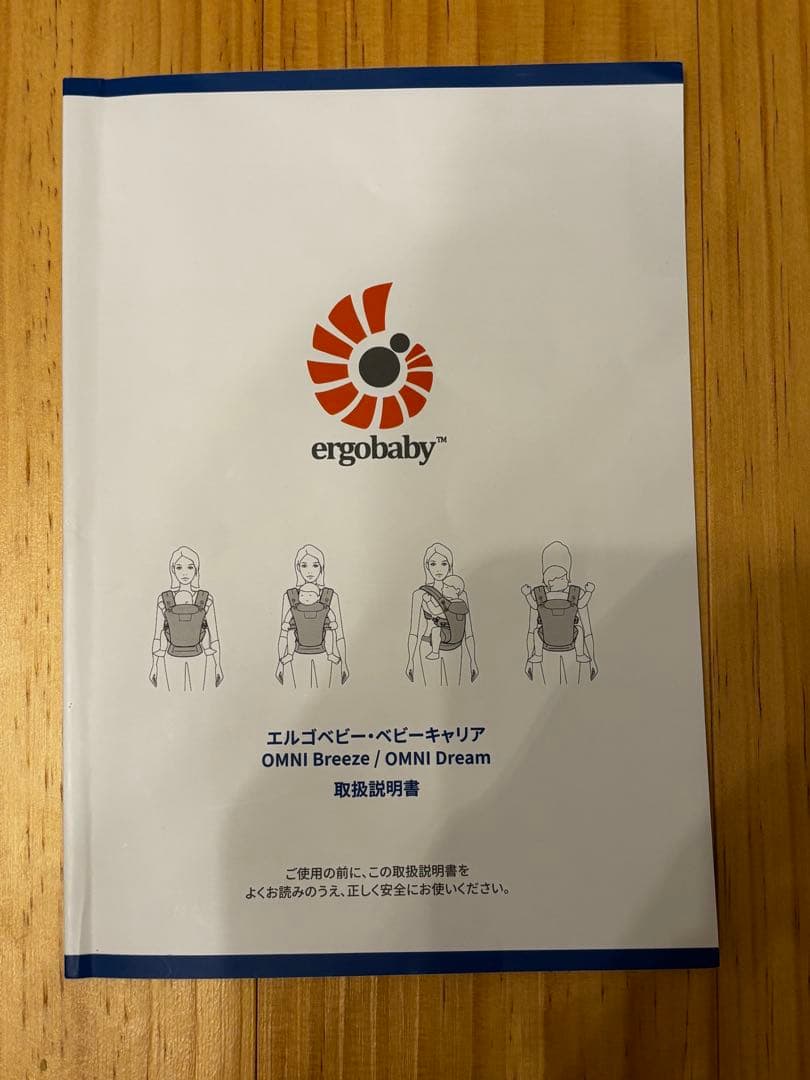 ergobaby™
エルゴベビー・ベビーキャリア
OMNI Breeze / OMNI Dream
取扱説明書
ご使用の前に、この取扱説明書を
よくお読みのうえ、正しく安全にお使いください。